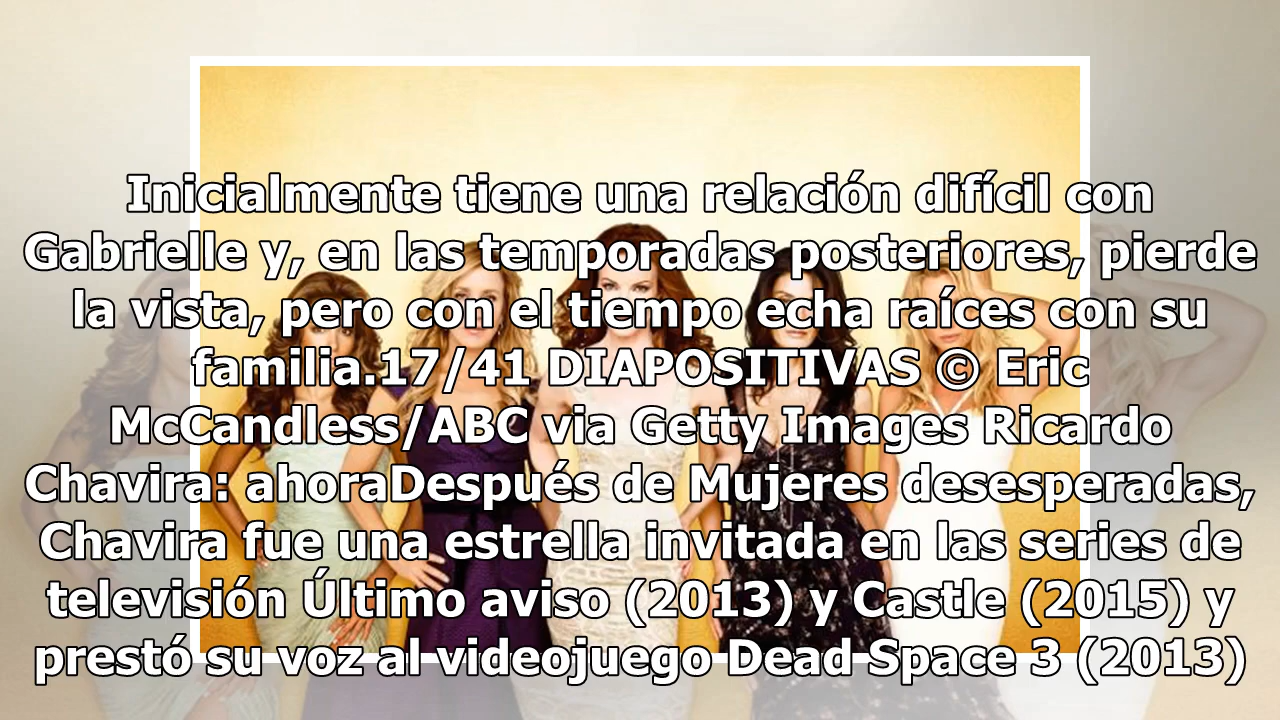 Inicialmente tiene una relación difícil con
Gabrielle y, en las temporadas posteriores, pierde
la vista, pero con el tiempo echa raíces con su
familia.17/41 DIAPOSITIVAS © Eric
McCandless/ABC via Getty Images Ricardo
Chavira: ahoraDespués de Mujeres desesperadas,
Chavira fue una estrella invitada en las series de
televisión Último aviso (2013) y Castle (2015) y
prestó su voz al videojuego Dead Space 3 (2013)